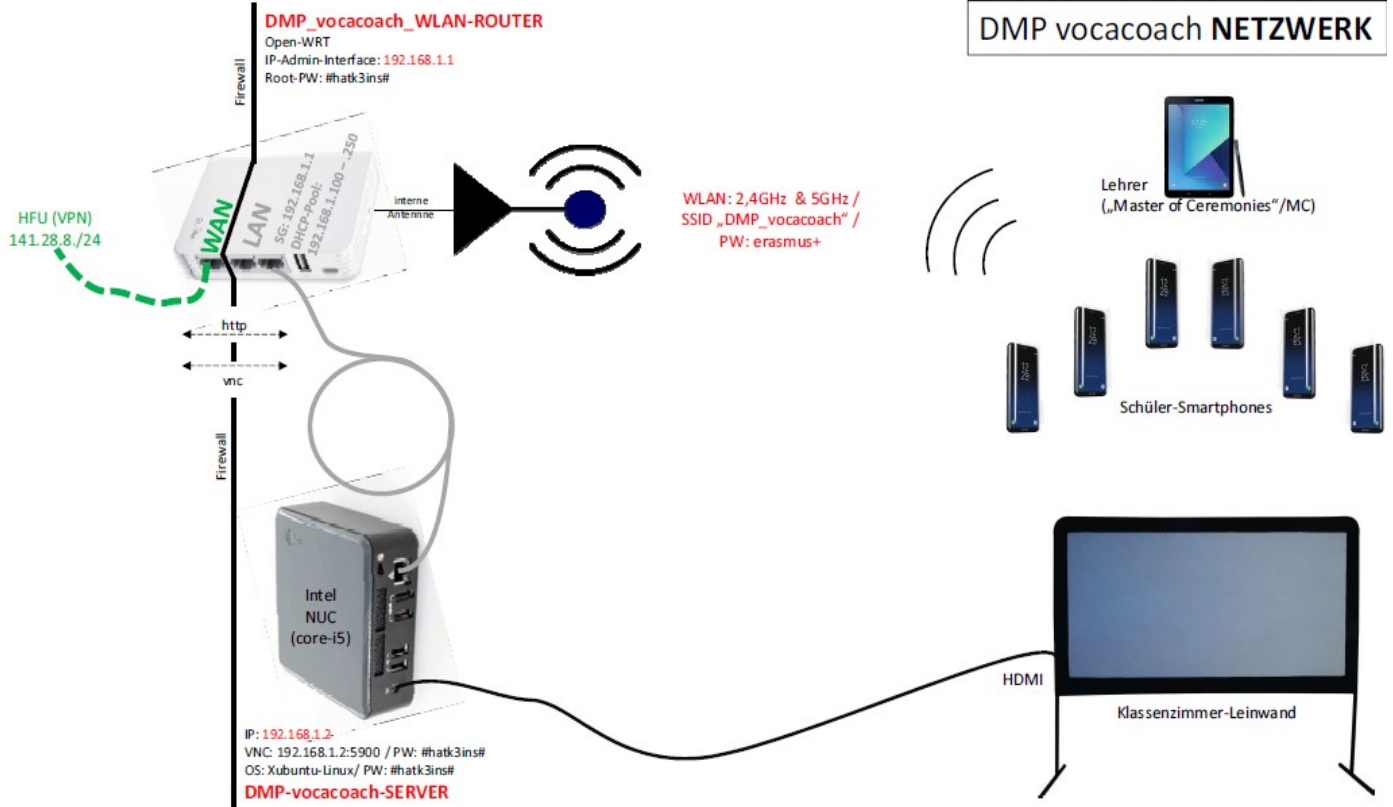 DMP_vocacoach_WLAN-ROUTER
Open-WRT
IP-Admin-Interface: 192.168.1.1
Root-PW: #hatk3ins#
DMP vocacoach NETZWERK
Firewall
WAN
LAN
SG: 192.168.1.1
DHCP-Pool:
192.168.1.100 – .250
HFU (VPN)
141.28.8./24
interne
Antennne
WLAN: 2,4GHz & 5GHz /
SSID „DMP_vocacoach“ /
PW: erasmus+
Lehrer
(„Master of Ceremonies“/MC)
http
vnc
Schüler-Smartphones
Firewall
Intel
NUC
(core-i5)
HDMI
Klassenzimmer-Leinwand
IP: 192.168.1.2
VNC: 192.168.1.2:5900 / PW: #hatk3ins#
OS: Xubuntu-Linux/ PW: #hatk3ins#
DMP-vocacoach-SERVER